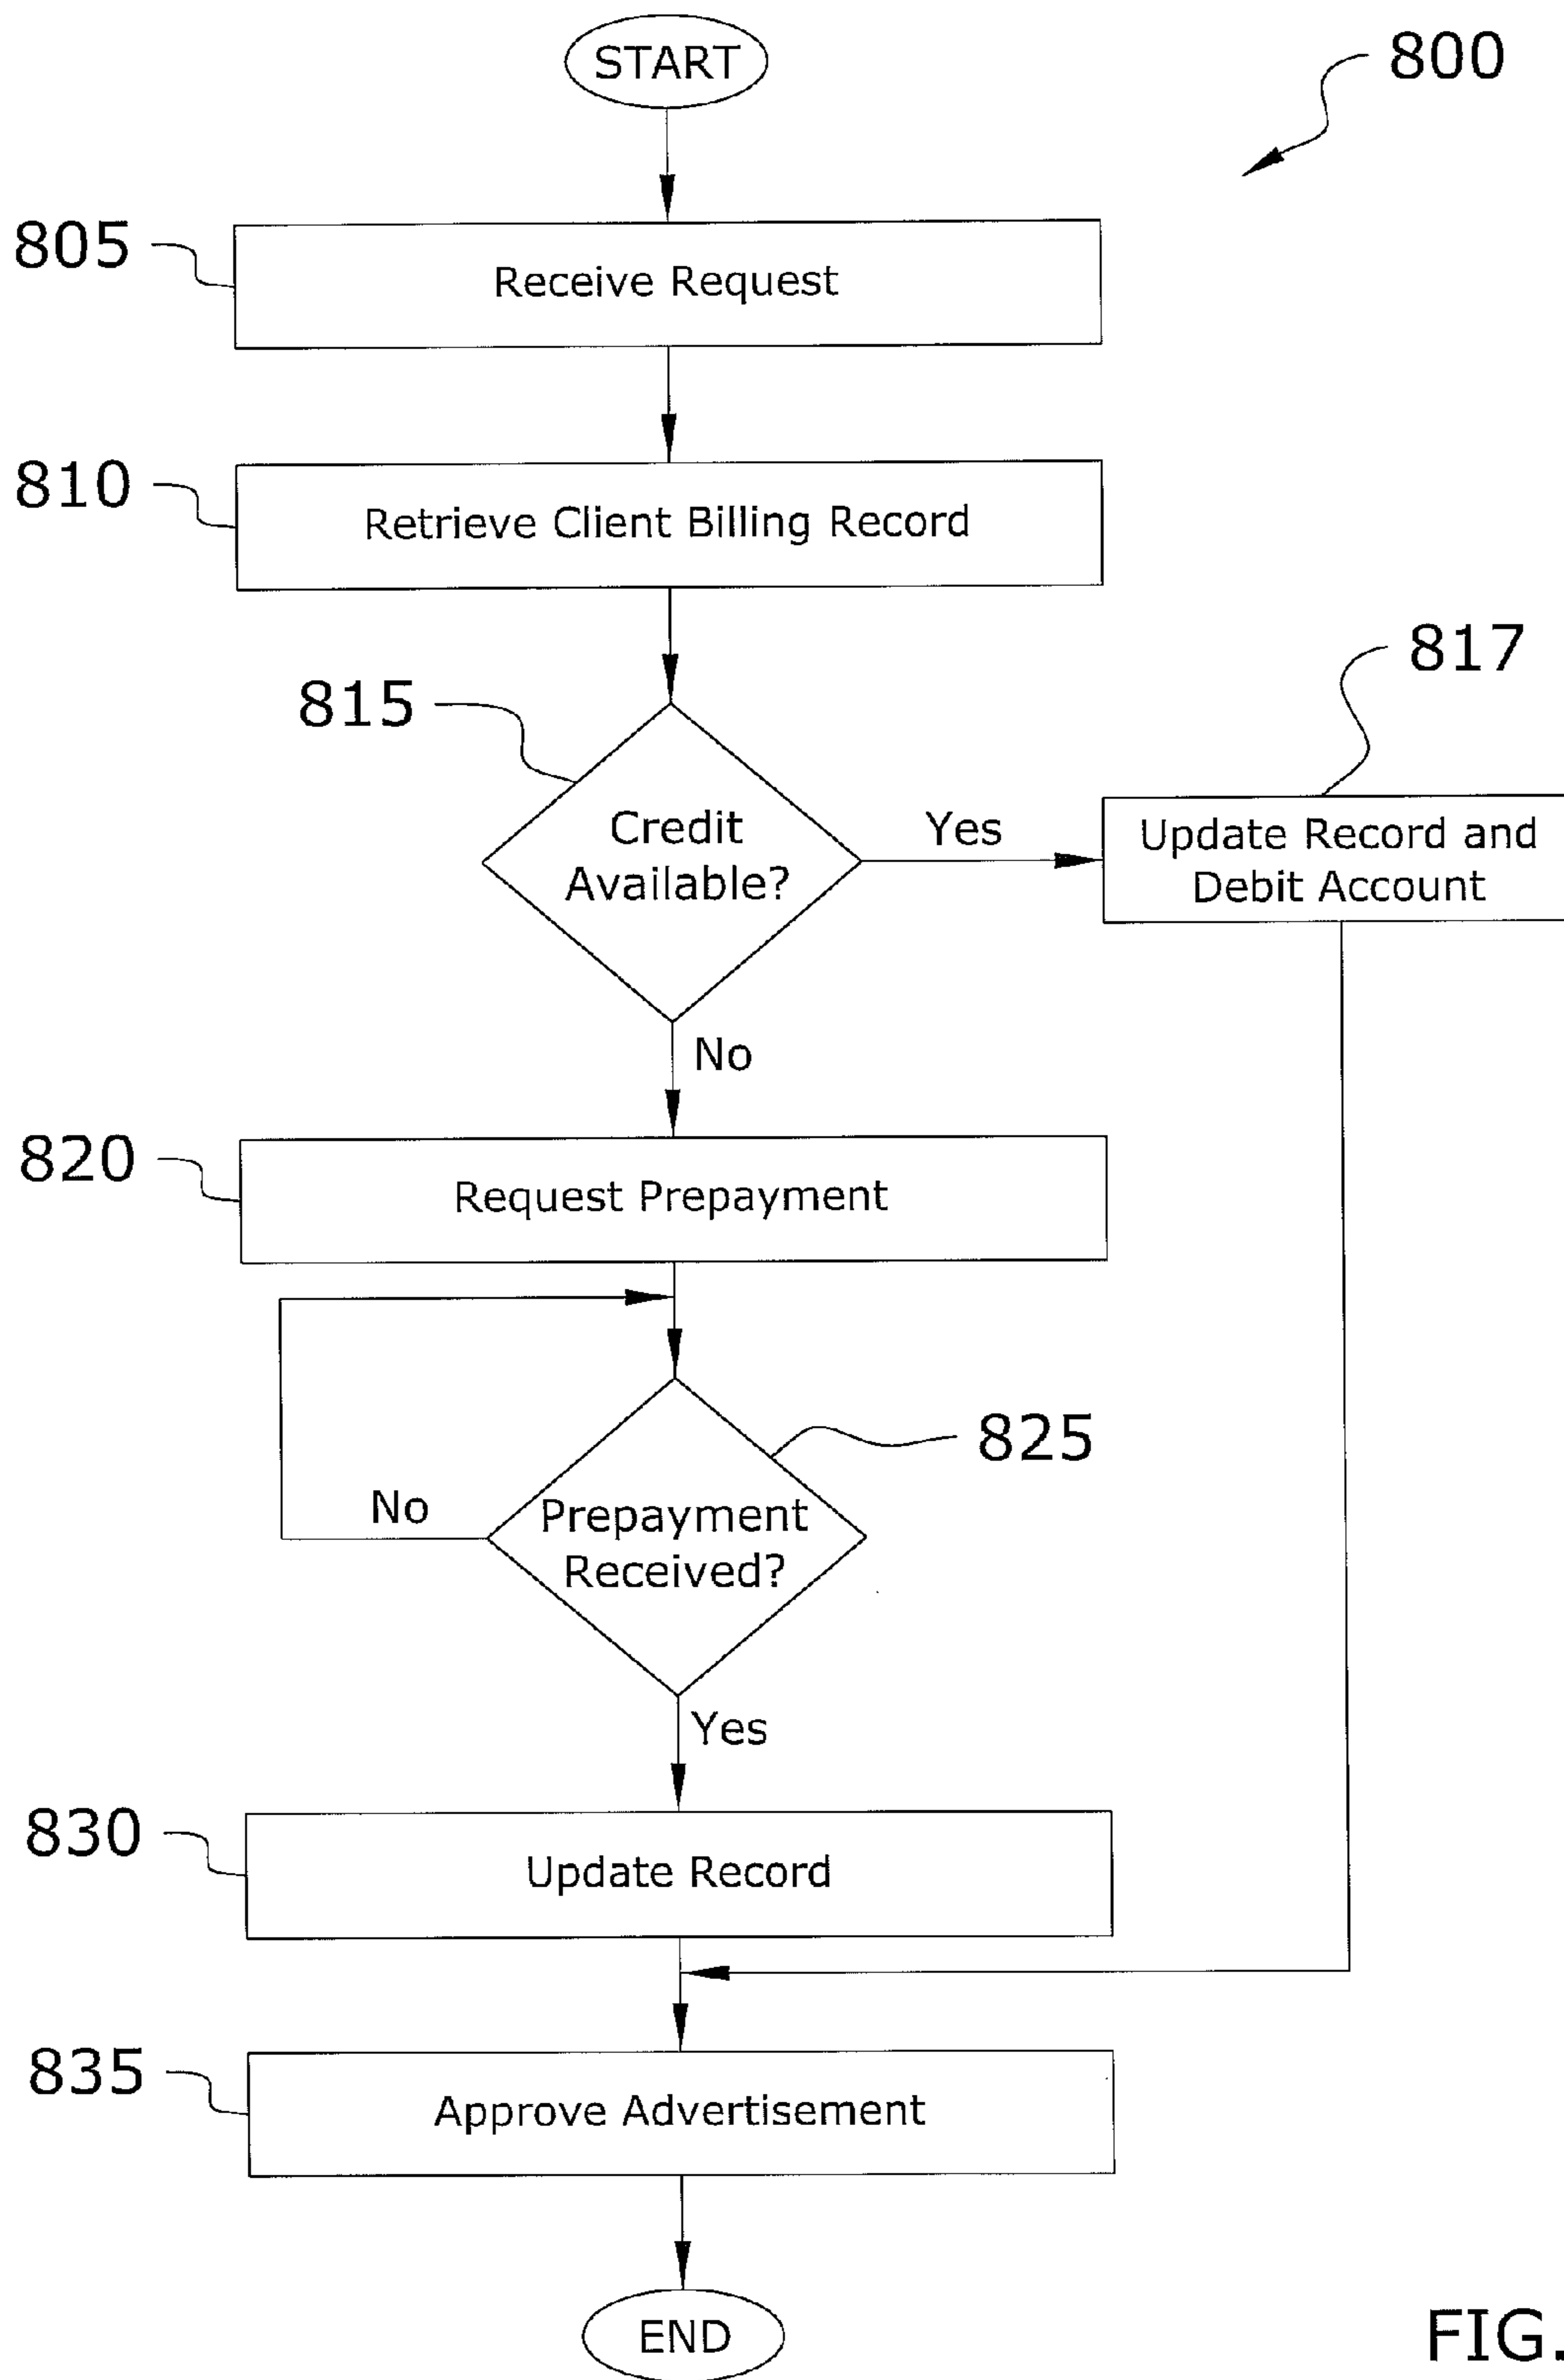 START
800
805
Receive Request
810
Retrieve Client Billing Record
817
815
Credit
Available?
Yes
Update Record and
Debit Account
No
820
Request Prepayment
825
No
Prepayment
Received?
Yes
830
Update Record
835
Approve Advertisement
END
FIG.